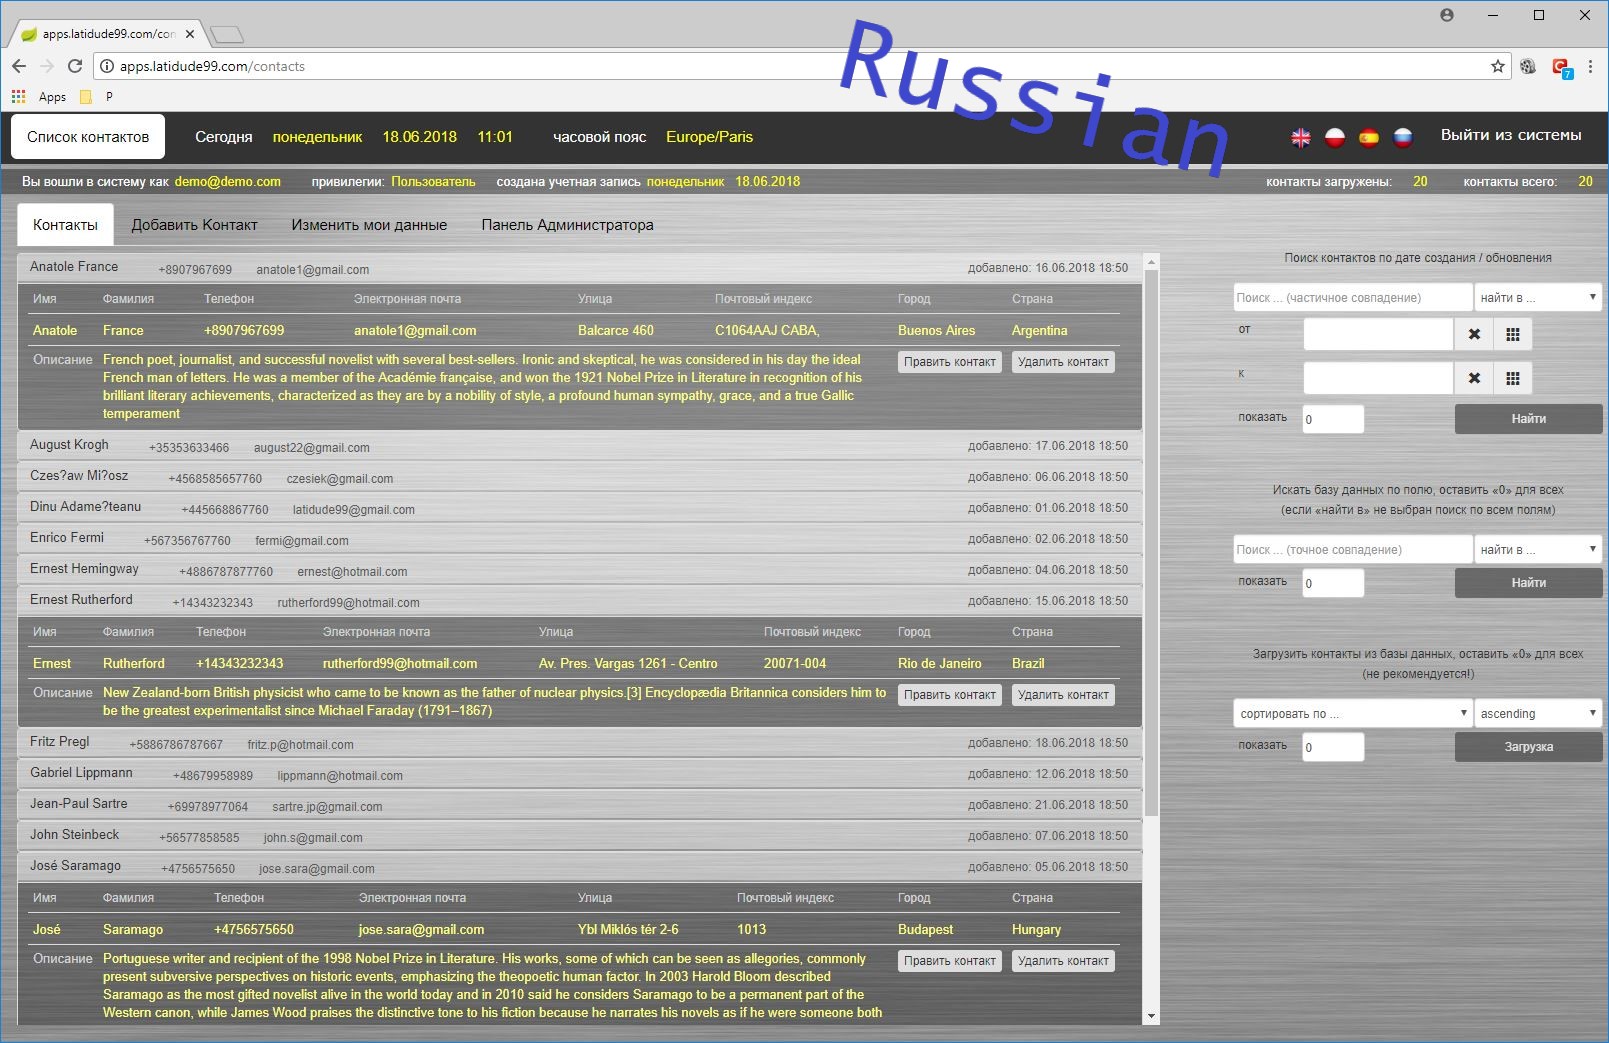 apps.latidude99.com/con
apps.latidude99.com/contacts
Apps P
Russian
7
Список контактов Сегодня понедельник 18.06.2018 11:01 часовой пояс Europe/Paris Выйти из системы
Вы вошли в систему как demo@demo.com привилегии: Пользователь создана учетная запись понедельник 18.06.2018 контакты загружены: 20 контакты всего: 20
Контакты Добавить Контакт Изменить мои данные Панель Администратора
Anatole France +8907967699 anatole1@gmail.com добавлено: 16.06.2018 18:50
Имя Фамилия Телефон Электронная почта Улица Почтовый индекс Город Страна
Anatole France +8907967699 anatole1@gmail.com Balcarce 460 C1064AAJ CABA, Buenos Aires Argentina
Описание French poet, journalist, and successful novelist with several best-sellers. Ironic and skeptical, he was considered in his day the ideal Править контакт Удалить контакт
French man of letters. He was a member of the Académie française, and won the 1921 Nobel Prize in Literature in recognition of his
brilliant literary achievements, characterized as they are by a nobility of style, a profound human sympathy, grace, and a true Gallic
temperament
August Krogh +35353633466 august22@gmail.com добавлено: 17.06.2018 18:50
Czes?aw Mi?osz +4568585657760 czesiek@gmail.com добавлено: 06.06.2018 18:50
Dinu Adame?teanu +445668867760 latidude99@gmail.com добавлено: 01.06.2018 18:50
Enrico Fermi +567356767760 fermi@gmail.com добавлено: 02.06.2018 18:50
Ernest Hemingway +4886787877760 ernest@hotmail.com добавлено: 04.06.2018 18:50
Ernest Rutherford +14343232343 rutherford99@hotmail.com добавлено: 15.06.2018 18:50
Имя Фамилия Телефон Электронная почта Улица Почтовый индекс Город Страна
Ernest Rutherford +14343232343 rutherford99@hotmail.com Av. Pres. Vargas 1261 - Centro 20071-004 Rio de Janeiro Brazil
Описание New Zealand-born British physicist who came to be known as the father of nuclear physics.[3] Encyclopædia Britannica considers him to Править контакт Удалить контакт
be the greatest experimentalist since Michael Faraday (1791–1867)
Fritz Pregl +5886786787667 fritz.p@hotmail.com добавлено: 18.06.2018 18:50
Gabriel Lippmann +48679958989 lippmann@hotmail.com добавлено: 12.06.2018 18:50
Jean-Paul Sartre +69978977064 sartre.jp@gmail.com добавлено: 21.06.2018 18:50
John Steinbeck +56577858585 john.s@gmail.com добавлено: 07.06.2018 18:50
José Saramago +4756575650 jose.sara@gmail.com добавлено: 05.06.2018 18:50
Имя Фамилия Телефон Электронная почта Улица Почтовый индекс Город Страна
José Saramago +4756575650 jose.sara@gmail.com Ybl Miklós tér 2-6 1013 Budapest Hungary
Описание Portuguese writer and recipient of the 1998 Nobel Prize in Literature. His works, some of which can be seen as allegories, commonly Править контакт Удалить контакт
present subversive perspectives on historic events, emphasizing the theopoetic human factor. In 2003 Harold Bloom described
Saramago as the most gifted novelist alive in the world today and in 2010 said he considers Saramago to be a permanent part of the
Western canon, while James Wood praises the distinctive tone to his fiction because he narrates his novels as if he were someone both
Поиск контактов по дате создания / обновления
Поиск ... (частичное совпадение) найти в ...
от
к
показать 0 Найти
Искать базу данных по полю, оставить «0» для всех
(если «найти в» не выбран поиск по всем полям)
Поиск ... (точное совпадение) найти в ...
показать 0 Найти
Загрузить контакты из базы данных, оставить «0» для всех
(не рекомендуется!)
сортировать по ... ascending
показать 0 Загрузка